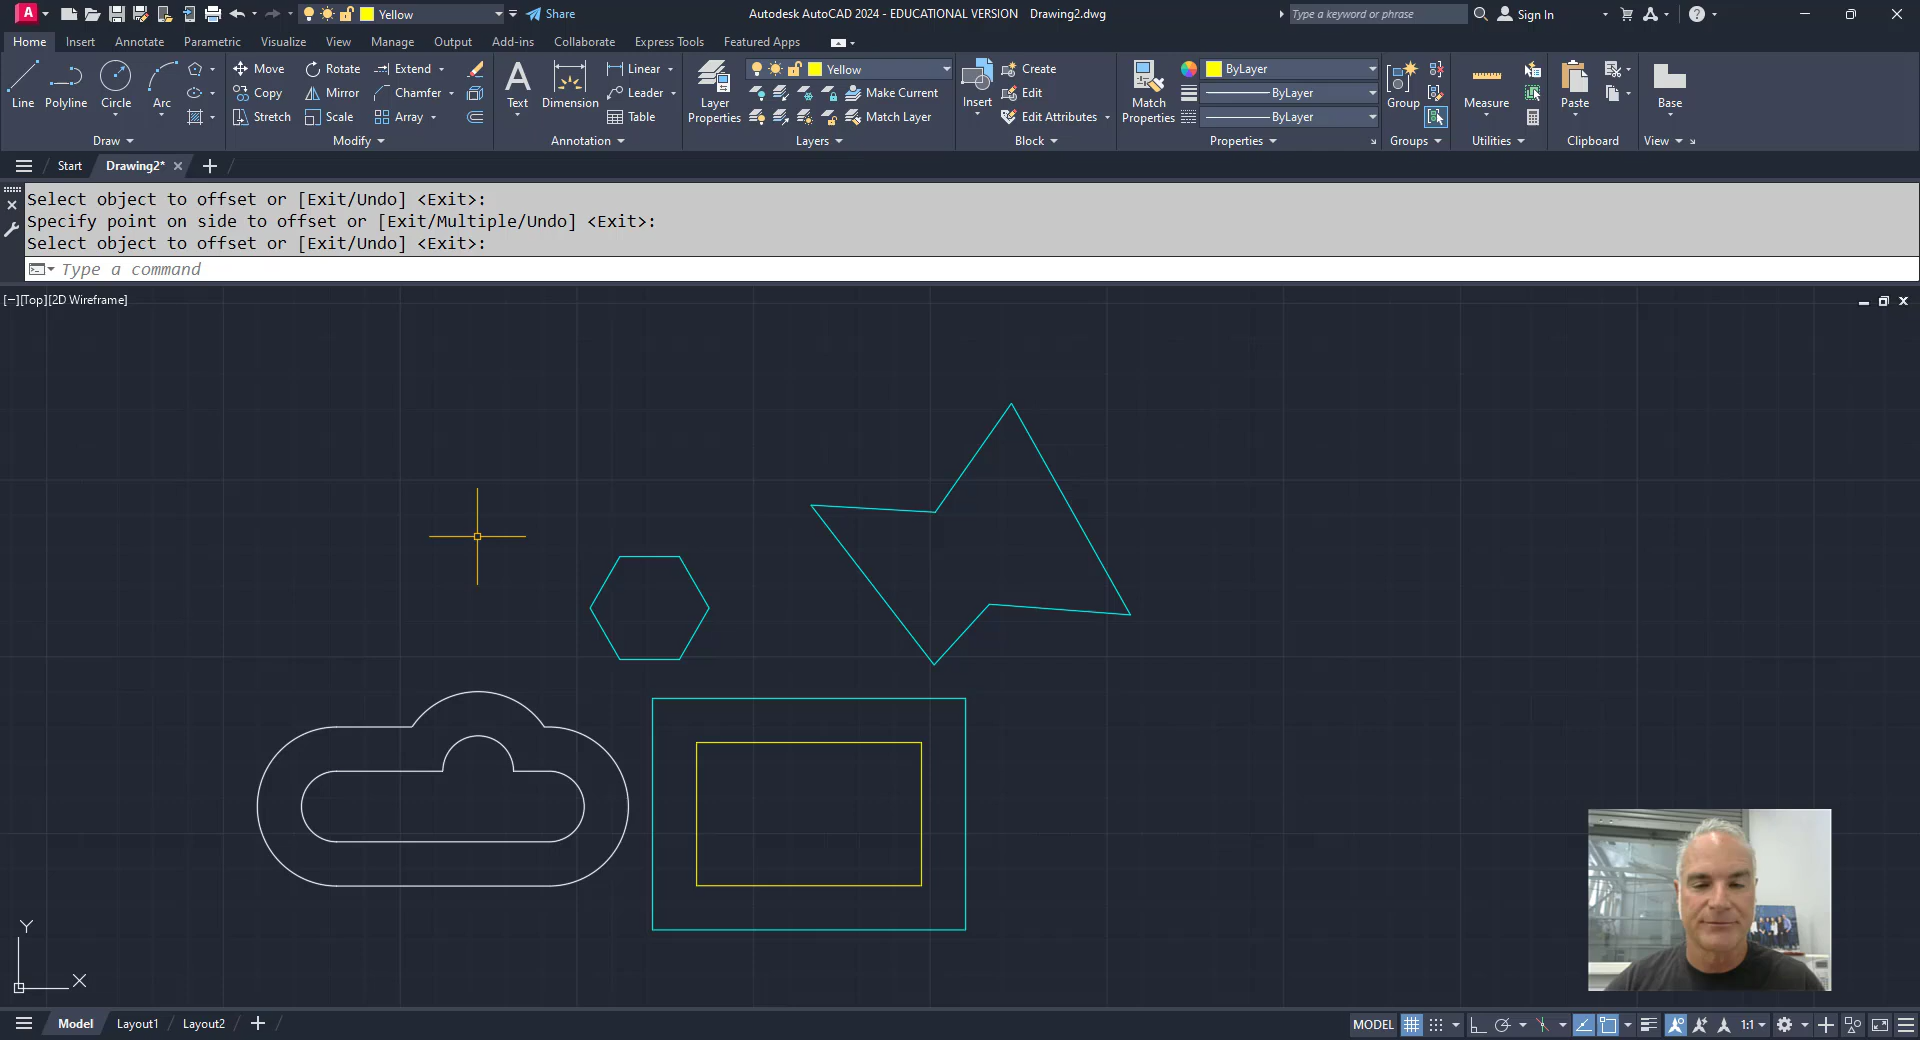 A Yellow Share Autodesk AutoCAD 2024 - EDUCATIONAL VERSION Drawing2.dwg Type a keyword or phrase Sign In
Home Insert Annotate Parametric Visualize View Manage Output Add-ins Collaborate Express Tools Featured Apps
Move Rotate Extend Linear Yellow Create ByLayer
Copy Mirror Chamfer Leader Make Current Edit ByLayer
Line Polyline Circle Arc Text Dimension Layer Properties Insert Match Properties Group Measure Paste Base
Stretch Scale Array Table Match Layer Edit Attributes ByLayer
Draw Modify Annotation Layers Block Properties Groups Utilities Clipboard View
Start Drawing2*
Select object to offset or [Exit/Undo] <Exit>:
Specify point on side to offset or [Exit/Multiple/Undo] <Exit>:
Select object to offset or [Exit/Undo] <Exit>:
Type a command
[−][Top][2D Wireframe]
Y
X
Model Layout1 Layout2 MODEL 1:1